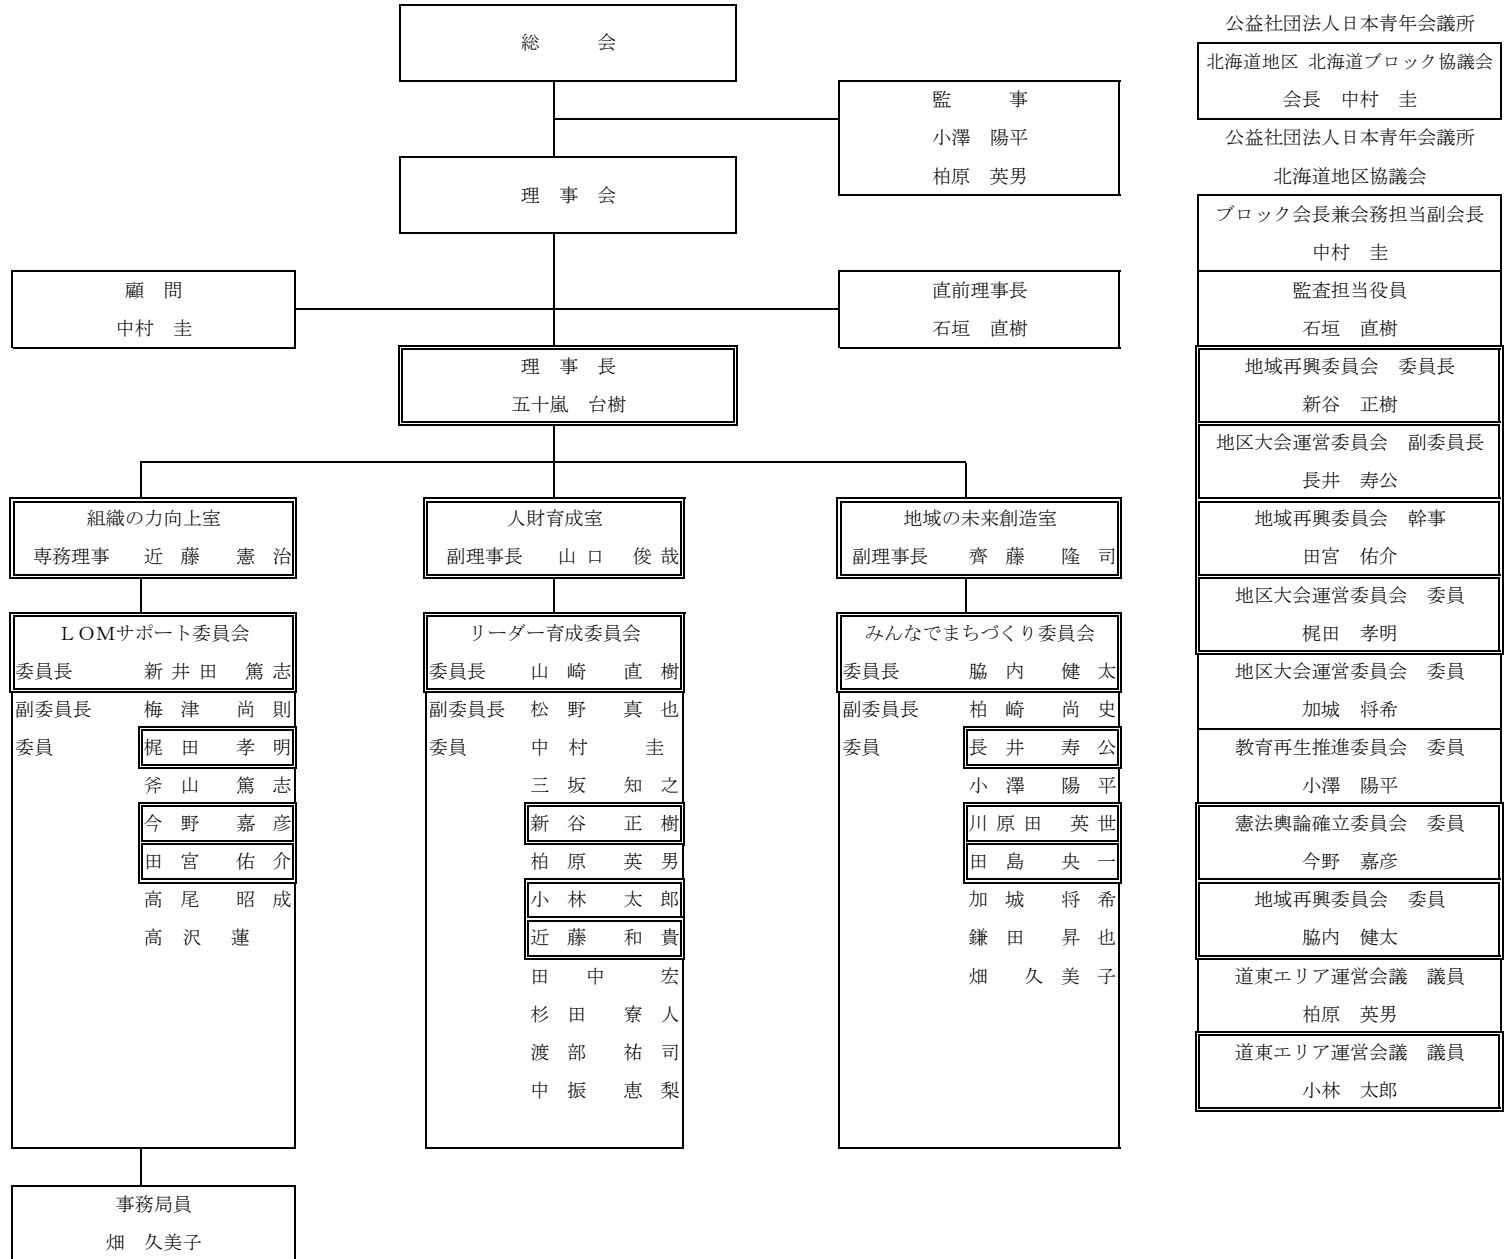 総　　会
監　　事
小澤　陽平
柏原　英男
理　事　会
顧　問
中村　圭
直前理事長
石垣　直樹
理　事　長
五十嵐　台樹
組織の力向上室
専務理事　近　藤　憲　治
人財育成室
副理事長　山 口　俊 哉
地域の未来創造室
副理事長　齊　藤　隆　司
ＬＯＭサポート委員会
委員長　新 井 田　篤 志
副委員長　梅　津　尚　則
委員　梶　田　孝　明
斧　山　篤　志
今　野　嘉　彦
田　宮　佑　介
高　尾　昭　成
高　沢　蓮
リーダー育成委員会
委員長　山　崎　直　樹
副委員長　松　野　真　也
委員　中　村　圭
三　坂　知　之
新　谷　正　樹
柏　原　英　男
小　林　太　郎
近　藤　和　貴
田　中　宏
杉　田　寮　人
渡　部　祐　司
中　振　恵　梨
みんなでまちづくり委員会
委員長　脇　内　健　太
副委員長　柏　崎　尚　史
委員　長　井　寿　公
小　澤　陽　平
川 原 田　英 世
田　島　央　一
加　城　将　希
鎌　田　昇　也
畑　久　美　子
事務局員
畑　久美子
公益社団法人日本青年会議所
北海道地区 北海道ブロック協議会
会長　中村　圭
公益社団法人日本青年会議所
北海道地区協議会
ブロック会長兼会務担当副会長
中村　圭
監査担当役員
石垣　直樹
地域再興委員会　委員長
新谷　正樹
地区大会運営委員会　副委員長
長井　寿公
地域再興委員会　幹事
田宮　佑介
地区大会運営委員会　委員
梶田　孝明
地区大会運営委員会　委員
加城　将希
教育再生推進委員会　委員
小澤　陽平
憲法輿論確立委員会　委員
今野　嘉彦
地域再興委員会　委員
脇内　健太
道東エリア運営会議　議員
柏原　英男
道東エリア運営会議　議員
小林　太郎